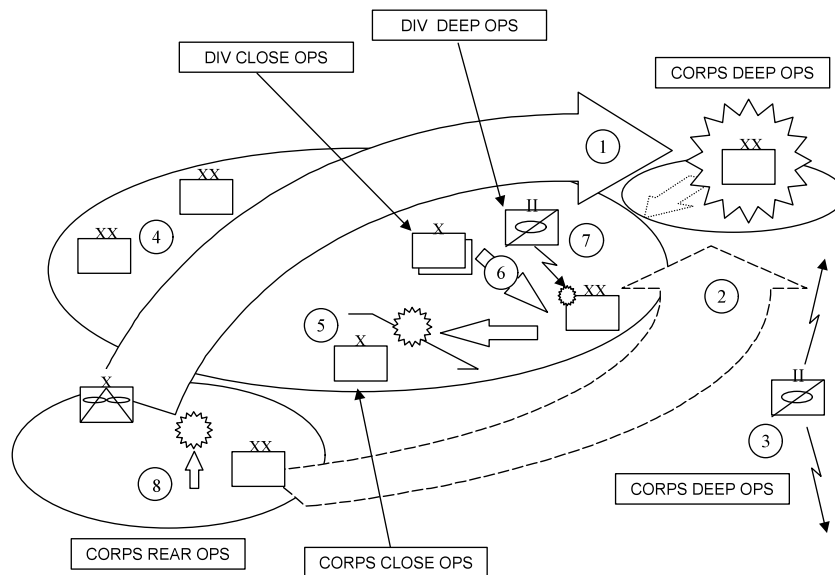 DIV DEEP OPS
DIV CLOSE OPS
CORPS DEEP OPS
XX
1
XX
XX
4
II
7
X
6
XX
2
5
X
X
II
3
XX
8
CORPS DEEP OPS
CORPS REAR OPS
CORPS CLOSE OPS